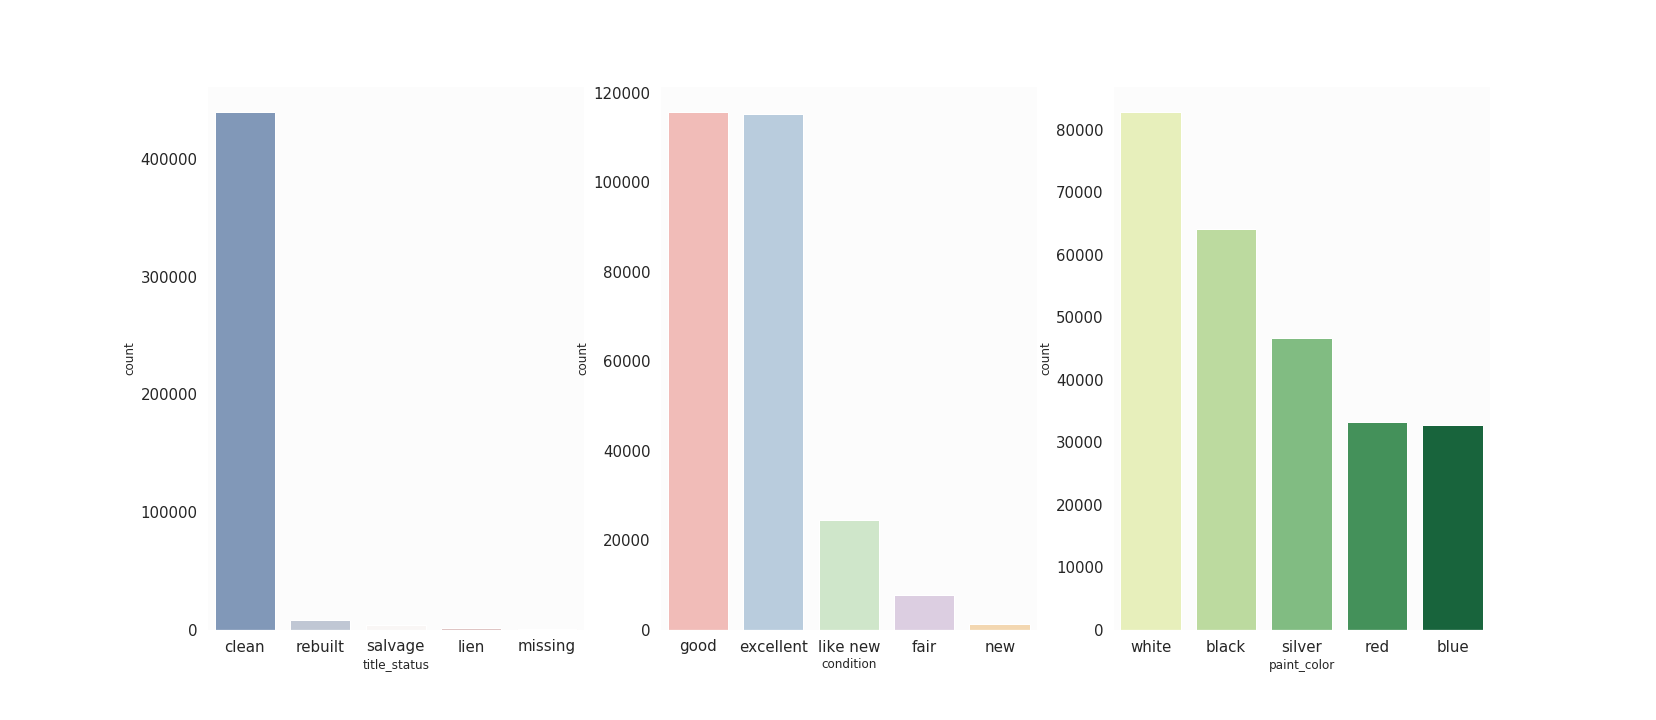 400000
300000
200000
100000
0
count
clean rebuilt salvage lien missing
title_status
120000
100000
80000
60000
40000
20000
0
count
good excellent like new fair new
condition
80000
70000
60000
50000
40000
30000
20000
10000
0
count
white black silver red blue
paint_color